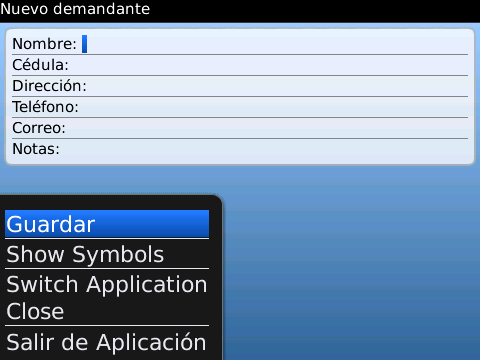 Nuevo demandante
Nombre:
Cédula:
Dirección:
Teléfono:
Correo:
Notas:
Guardar
Show Symbols
Switch Application
Close
Salir de Aplicación